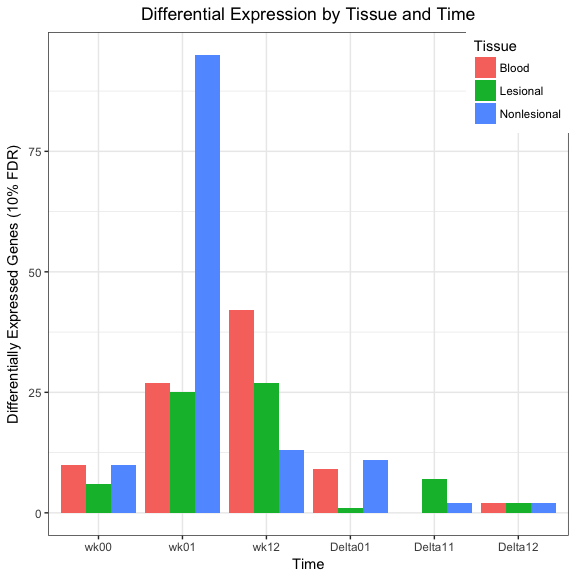 Differential Expression by Tissue and Time
Tissue
Blood
Lesional
Nonlesional
Differentially Expressed Genes (10% FDR)
75
50
25
0
wk00 wk01 wk12 Delta01 Delta11 Delta12
Time